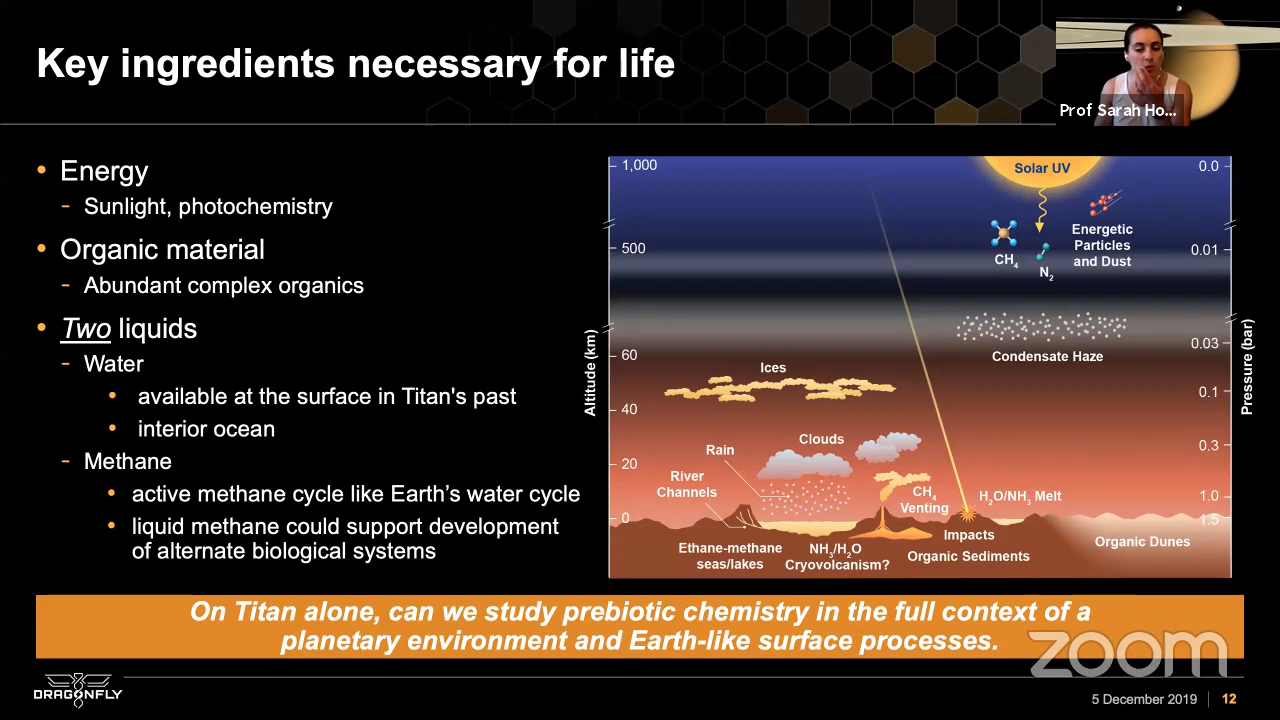 Key ingredients necessary for life
Prof Sarah Ho...
• Energy
- Sunlight, photochemistry
• Organic material
- Abundant complex organics
• Two liquids
- Water
• available at the surface in Titan's past
• interior ocean
- Methane
• active methane cycle like Earth's water cycle
• liquid methane could support development
of alternate biological systems
Altitude (km)
1,000
500
60
40
20
0
Solar UV
CH4
N2
Energetic
Particles
and Dust
Condensate Haze
Ices
Clouds
Rain
River
Channels
CH4
Venting
H2O/NH3 Melt
Impacts
Ethane-methane
seas/lakes
NH3/H2O
Cryovolcanism?
Organic Sediments
Organic Dunes
0.0
0.01
0.03
0.1
0.3
1.0
1.5
Pressure (bar)
On Titan alone, can we study prebiotic chemistry in the full context of a
planetary environment and Earth-like surface processes.
zoom
DRAGONFLY
5 December 2019 | 12